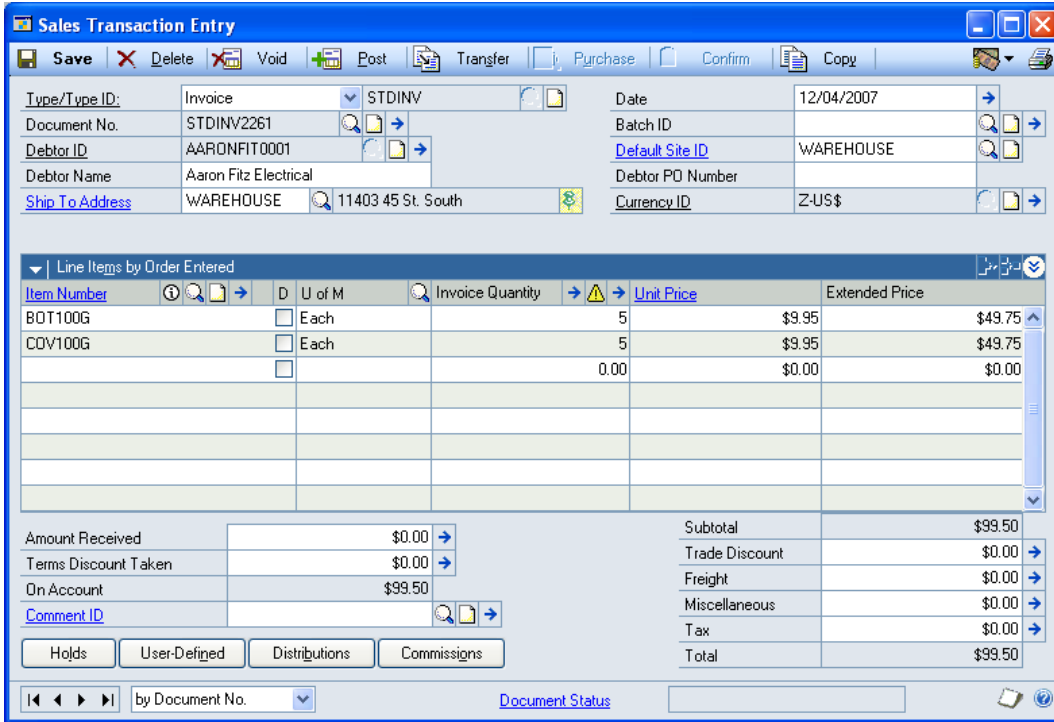 Sales Transaction Entry
Save Delete Void Post Transfer Purchase Confirm Copy
Type/Type ID: Invoice STDINV Date 12/04/2007
Document No. STDINV2261 Batch ID
Debtor ID AARONFIT0001 Default Site ID WAREHOUSE
Debtor Name Aaron Fitz Electrical Debtor PO Number
Ship To Address WAREHOUSE 11403 45 St. South Currency ID Z-US$
Line Items by Order Entered
Item Number D U of M Invoice Quantity Unit Price Extended Price
BOT100G Each 5 $9.95 $49.75
COV100G Each 5 $9.95 $49.75
0.00 $0.00 $0.00
Subtotal $99.50
Amount Received $0.00 Trade Discount $0.00
Terms Discount Taken $0.00 Freight $0.00
On Account $99.50 Miscellaneous $0.00
Comment ID Tax $0.00
Holds User-Defined Distributions Commissions Total $99.50
by Document No. Document Status